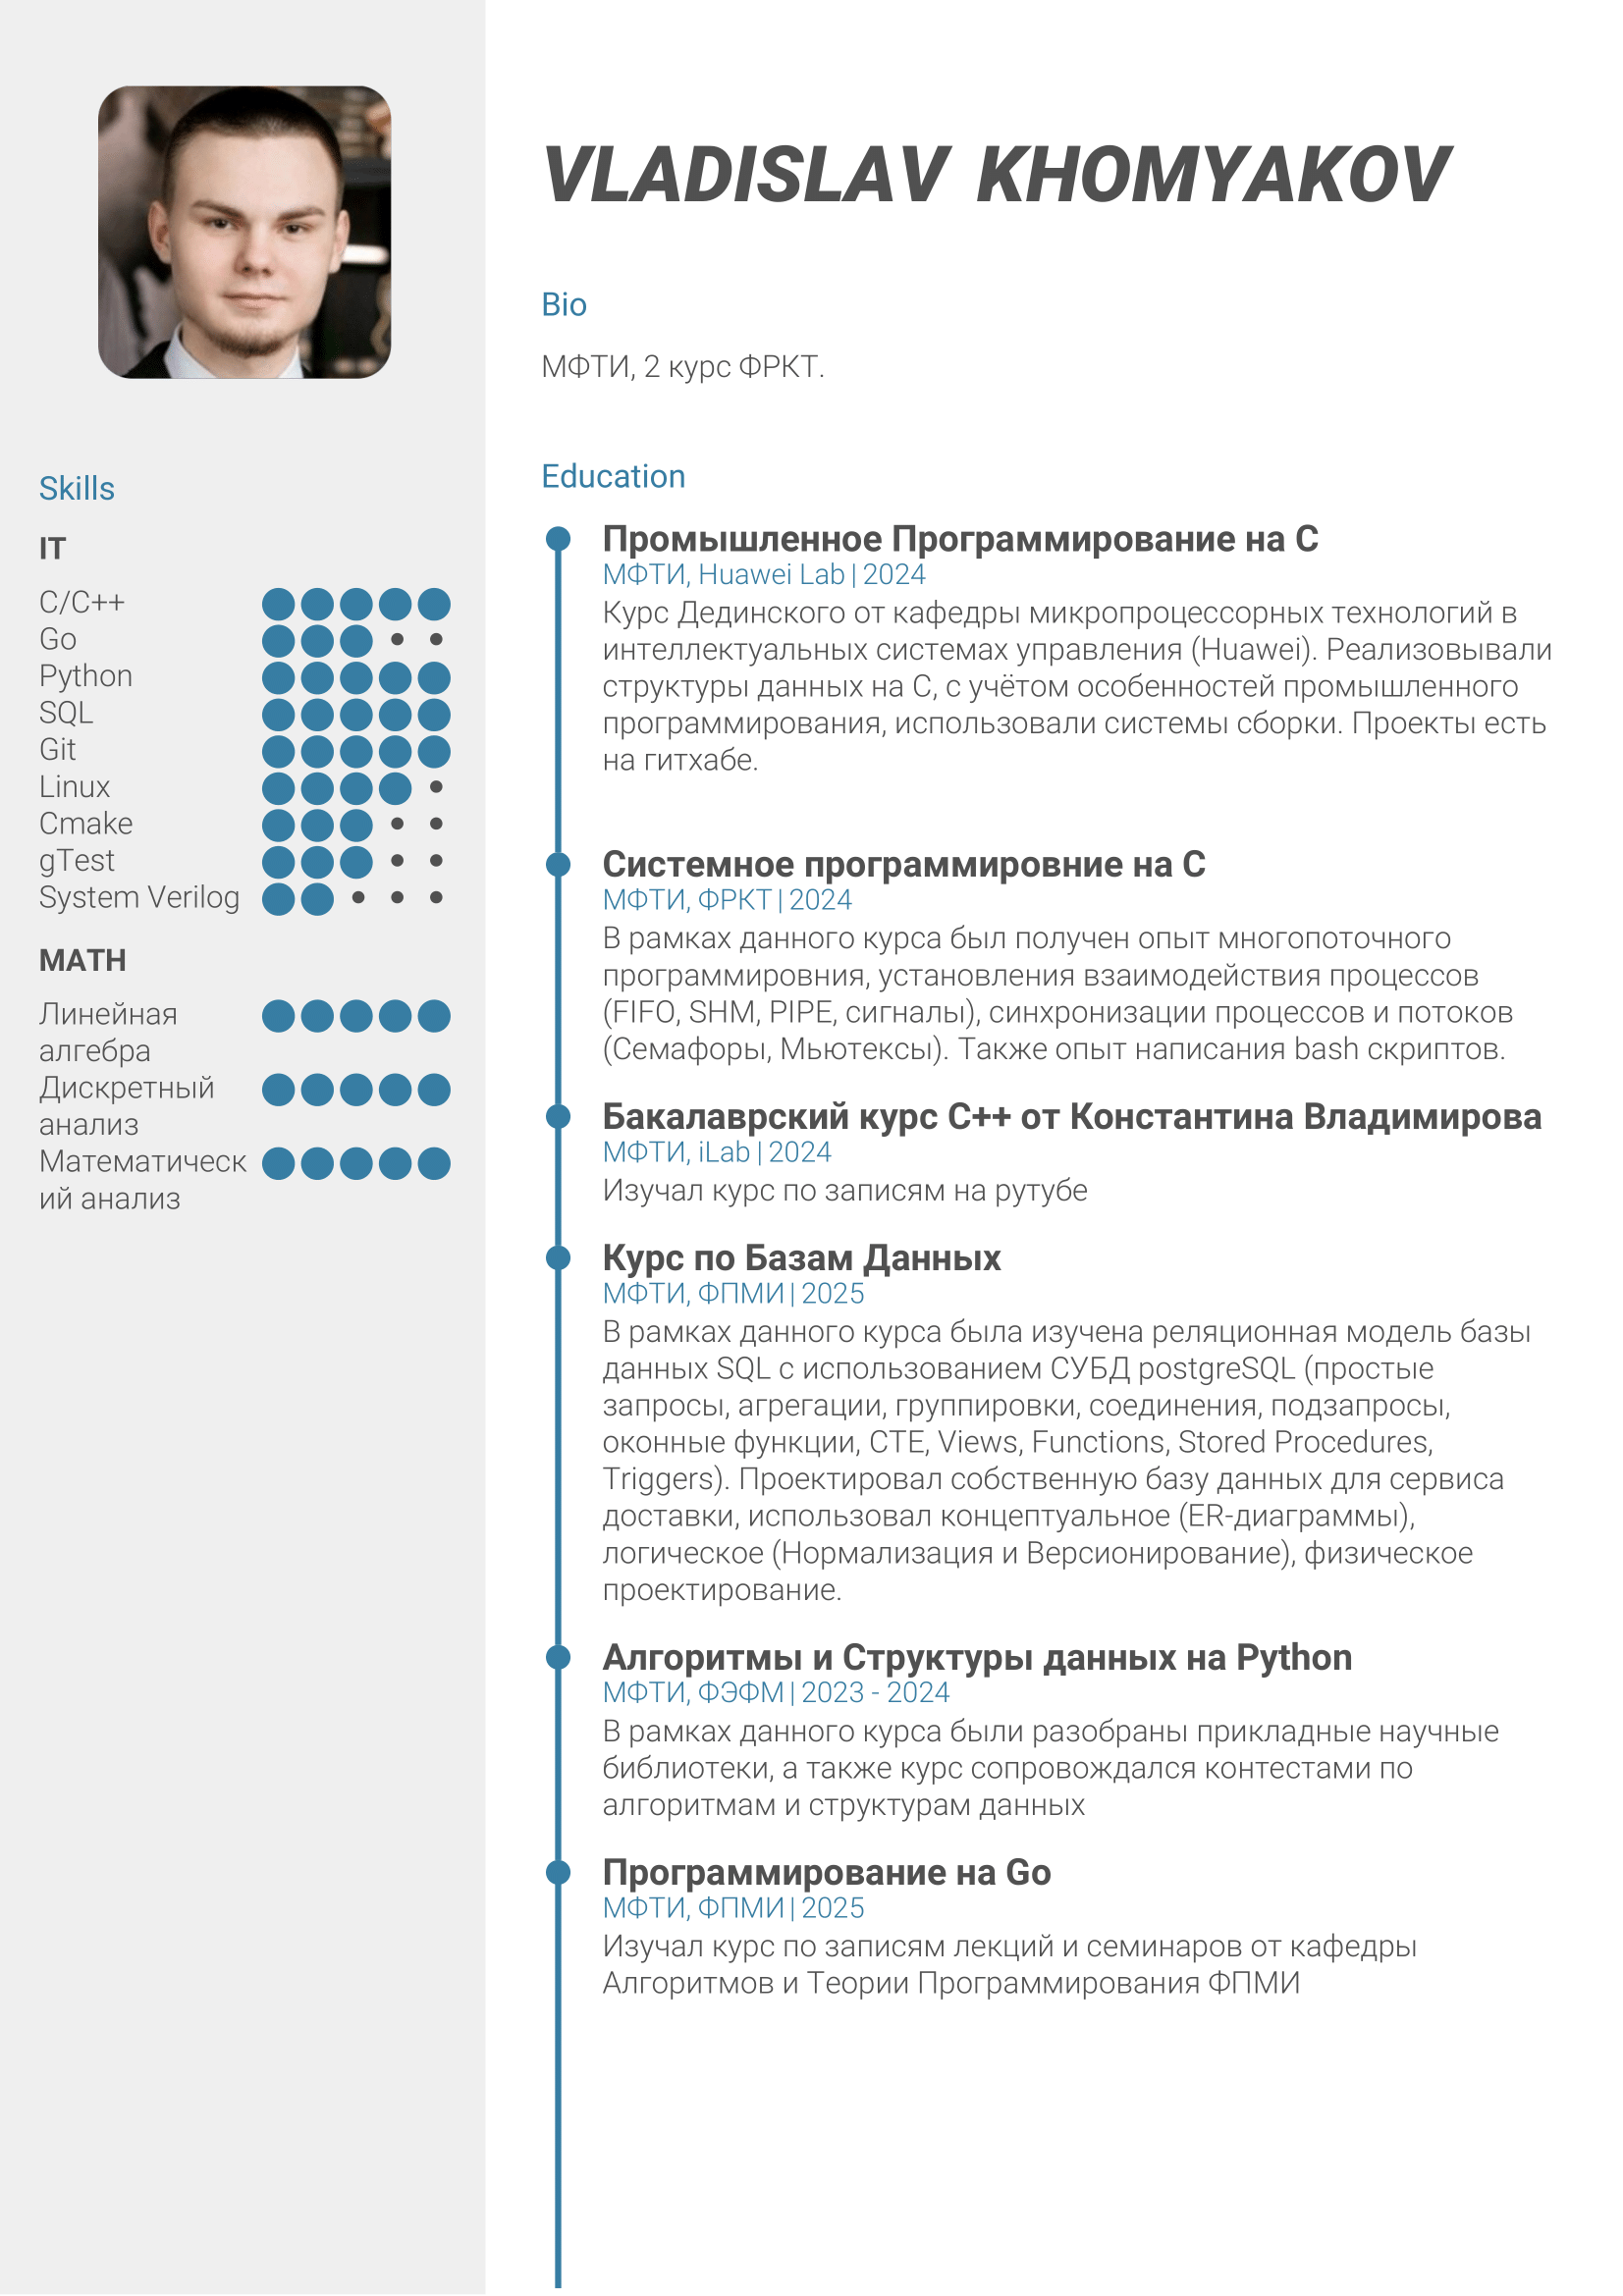 VLADISLAV KHOMYAKOV
Bio
МФТИ, 2 курс ФРКТ.
Skills
IT
C/C++
Go
Python
SQL
Git
Linux
Cmake
gTest
System Verilog
MATH
Линейная
алгебра
Дискретный
анализ
Математическ
ий анализ
Education
Промышленное Программирование на С
МФТИ, Huawei Lab | 2024
Курс Дединского от кафедры микропроцессорных технологий в
интеллектуальных системах управления (Huawei). Реализовывали
структуры данных на С, с учётом особенностей промышленного
программирования, использовали системы сборки. Проекты есть
на гитхабе.
Системное программировние на С
МФТИ, ФРКТ | 2024
В рамках данного курса был получен опыт многопоточного
программировния, установления взаимодействия процессов
(FIFO, SHM, PIPE, сигналы), синхронизации процессов и потоков
(Семафоры, Мьютексы). Также опыт написания bash скриптов.
Бакалаврский курс С++ от Константина Владимирова
МФТИ, iLab | 2024
Изучал курс по записям на рутубе
Курс по Базам Данных
МФТИ, ФПМИ | 2025
В рамках данного курса была изучена реляционная модель базы
данных SQL с использованием СУБД postgreSQL (простые
запросы, агрегации, группировки, соединения, подзапросы,
оконные функции, CTE, Views, Functions, Stored Procedures,
Triggers). Проектировал собственную базу данных для сервиса
доставки, использовал концептуальное (ER-диаграммы),
логическое (Нормализация и Версионирование), физическое
проектирование.
Алгоритмы и Структуры данных на Python
МФТИ, ФЭФМ | 2023 - 2024
В рамках данного курса были разобраны прикладные научные
библиотеки, а также курс сопровождался контестами по
алгоритмам и структурам данных
Программирование на Go
МФТИ, ФПМИ | 2025
Изучал курс по записям лекций и семинаров от кафедры
Алгоритмов и Теории Программирования ФПМИ